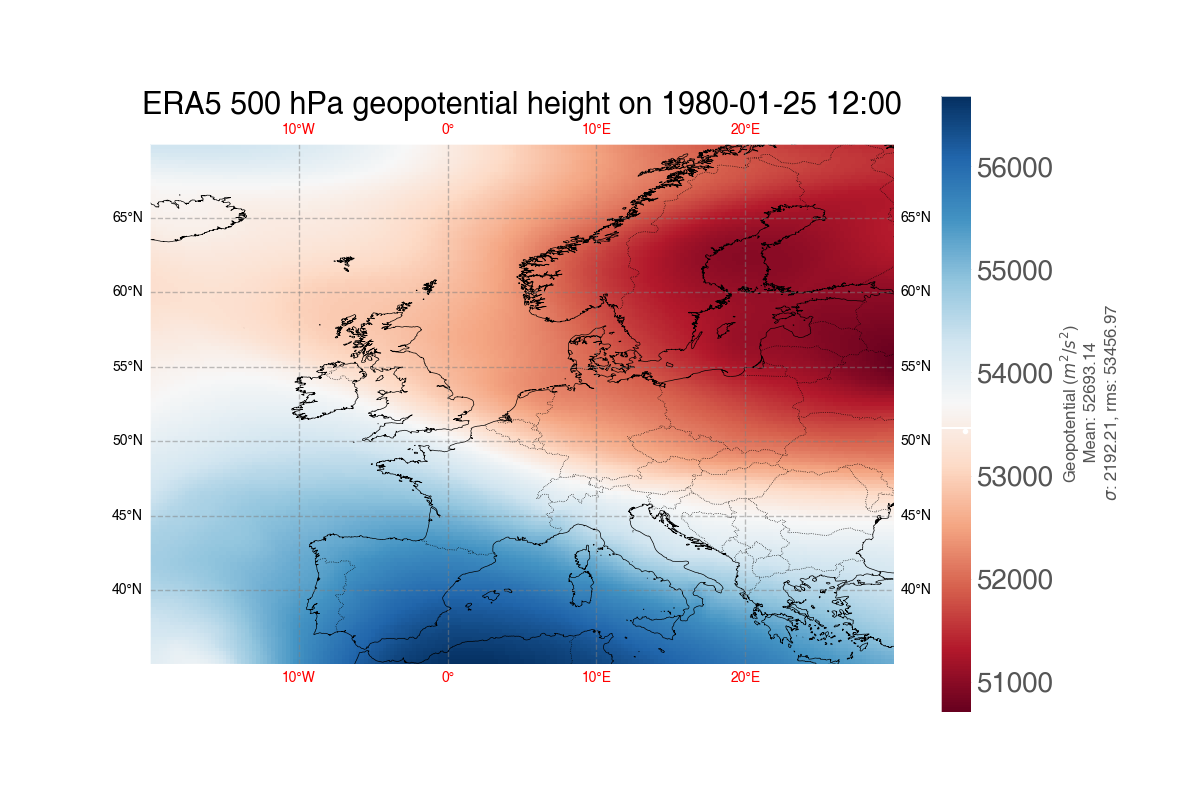 ERA5 500 hPa geopotential height on 1980-01-25 12:00
10°W 0° 10°E 20°E
65°N 65°N
60°N 60°N
55°N 55°N
50°N 50°N
45°N 45°N
40°N 40°N
10°W 0° 10°E 20°E
56000
55000
54000
53000
52000
51000
Geopotential (m²/s²)
Mean: 52693.14
σ: 2192.21, rms: 53456.97